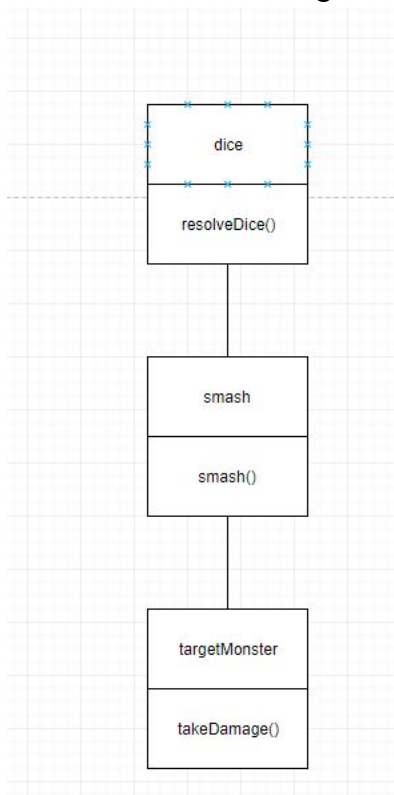 dice
resolveDice()
smash
smash()
targetMonster
takeDamage()